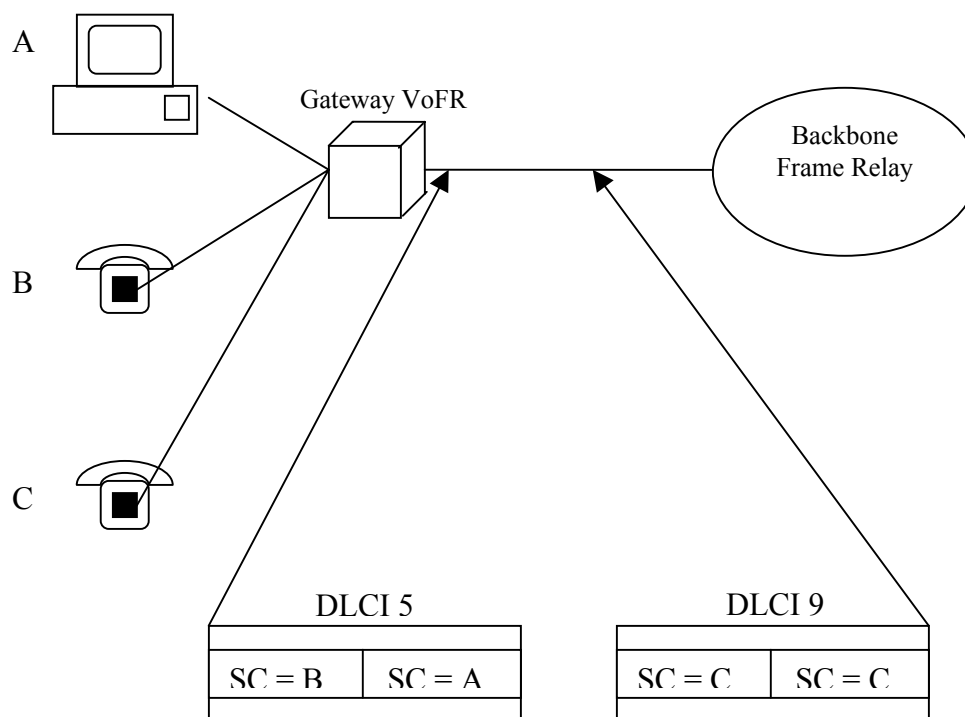 A
Gateway VoFR
Backbone
Frame Relay
B
C
DLCI 5
DLCI 9
SC = B
SC = A
SC = C
SC = C